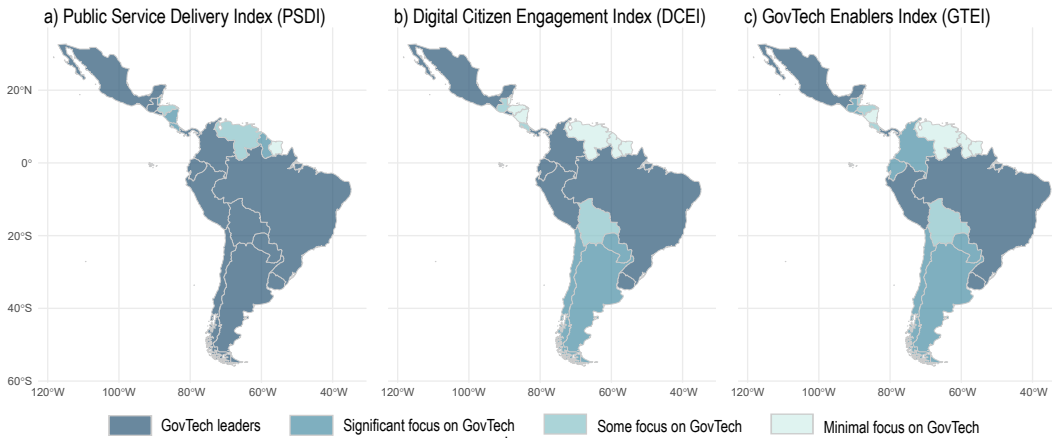 a) Public Service Delivery Index (PSDI)
b) Digital Citizen Engagement Index (DCEI)
c) GovTech Enablers Index (GTEI)
20°N
0°
20°S
40°S
60°S
120°W 100°W 80°W 60°W 40°W
120°W 100°W 80°W 60°W 40°W
120°W 100°W 80°W 60°W 40°W
GovTech leaders
Significant focus on GovTech
Some focus on GovTech
Minimal focus on GovTech